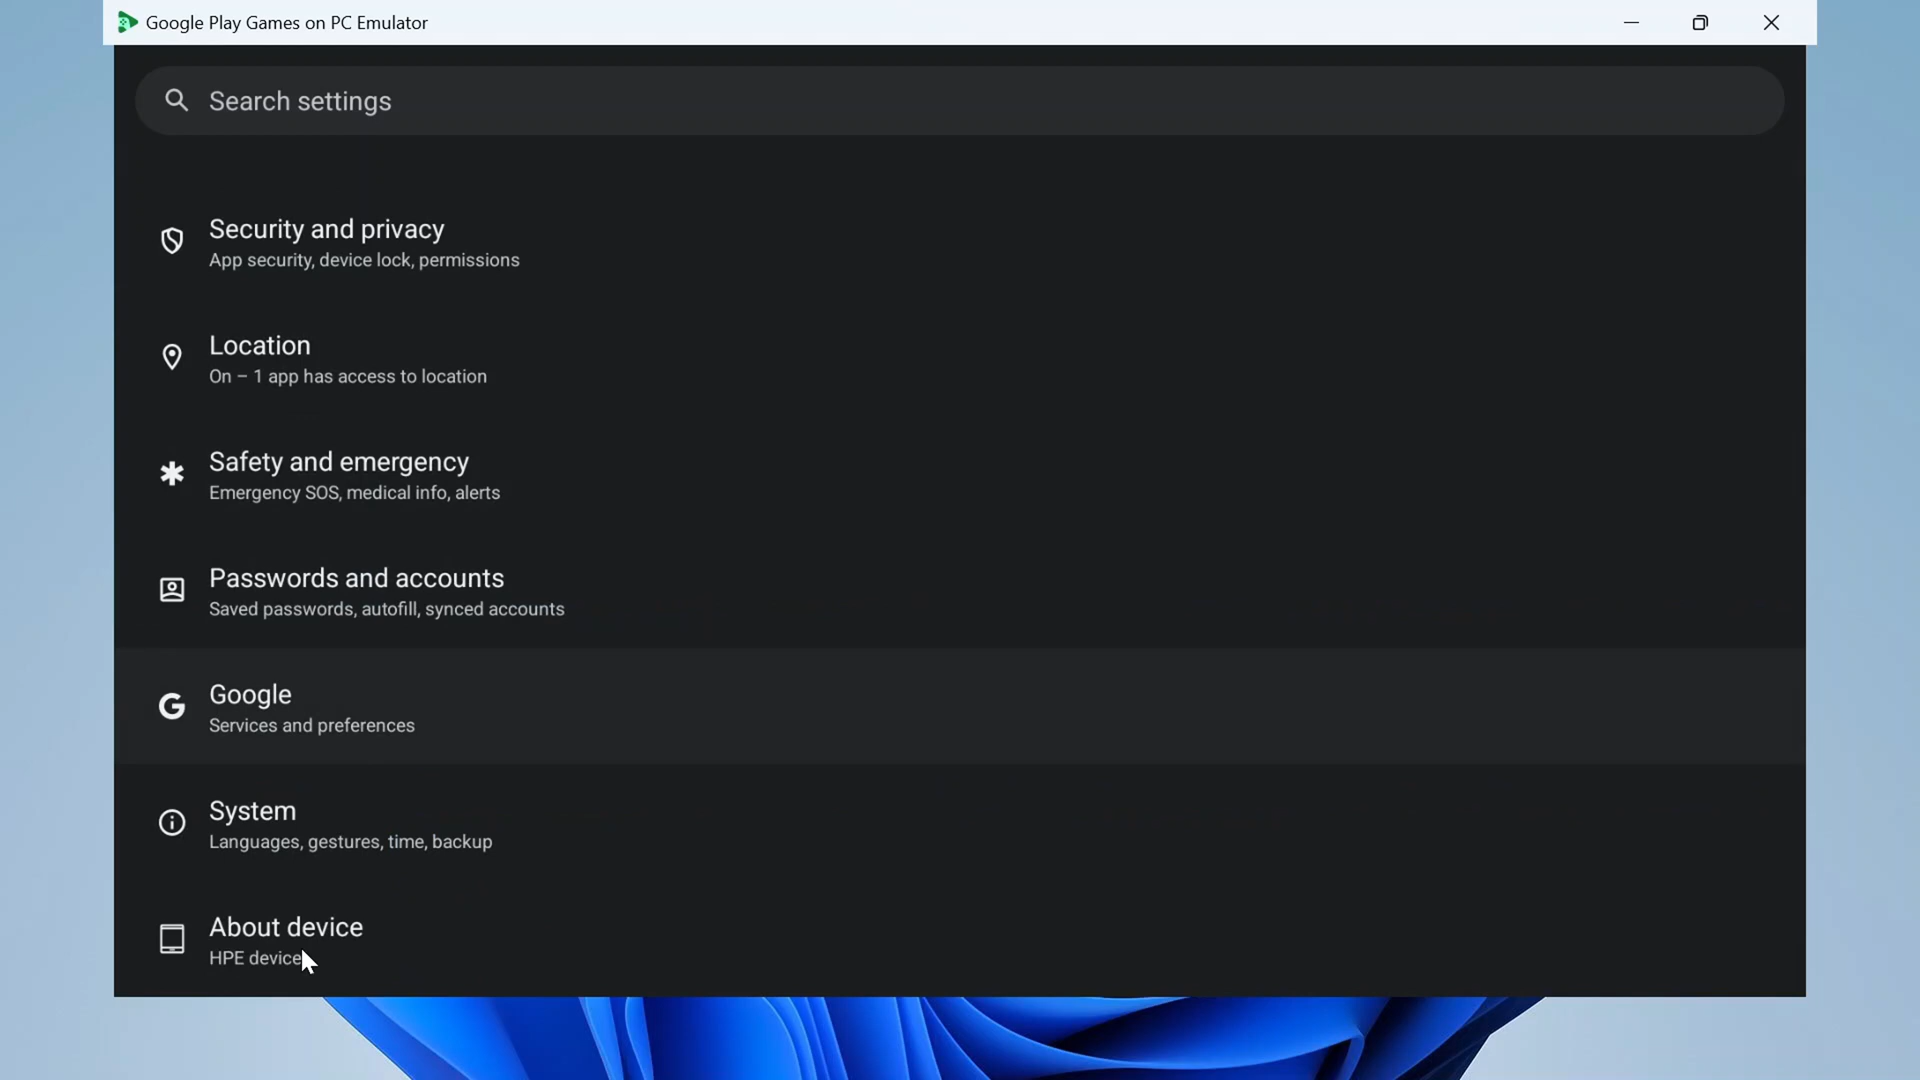 Google Play Games on PC Emulator
Search settings
Security and privacy
App security, device lock, permissions
Location
On – 1 app has access to location
Safety and emergency
Emergency SOS, medical info, alerts
Passwords and accounts
Saved passwords, autofill, synced accounts
Google
Services and preferences
System
Languages, gestures, time, backup
About device
HPE device